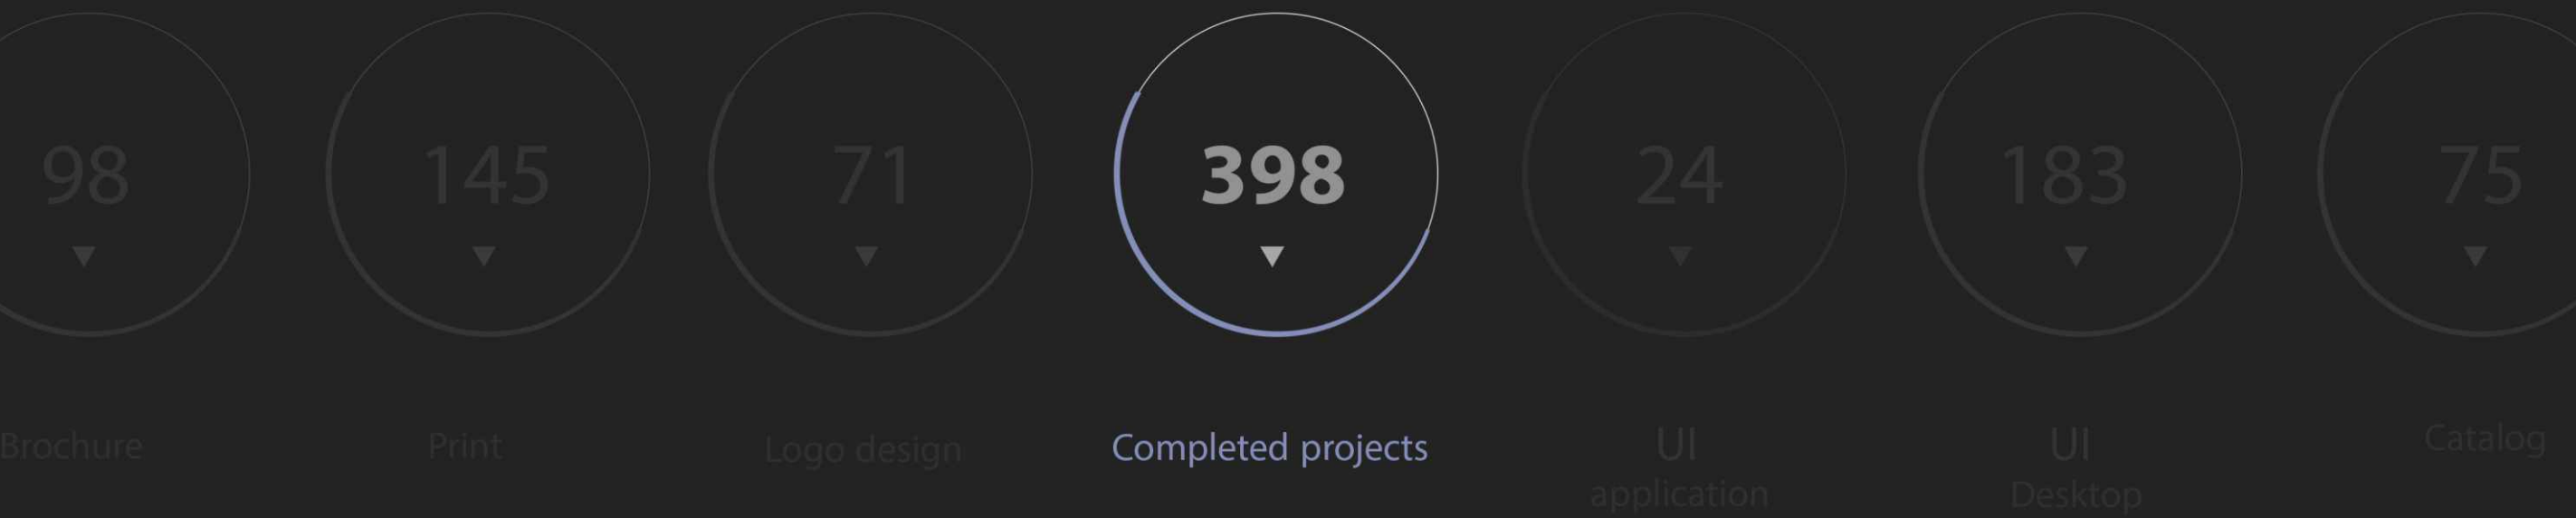 98 145 71 398 24 183 75
Brochure Print Logo design Completed projects UI UI Catalog
application Desktop